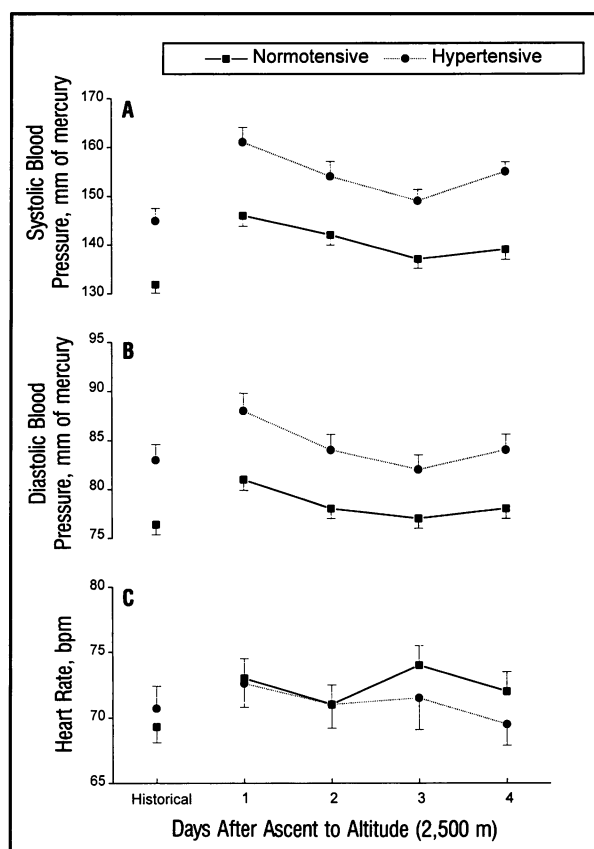 Normotensive Hypertensive
A
Systolic Blood
Pressure, mm of mercury
170
160
150
140
130
B
Diastolic Blood
Pressure, mm of mercury
95
90
85
80
75
C
Heart Rate, bpm
80
75
70
65
Historical 1 2 3 4
Days After Ascent to Altitude (2,500 m)